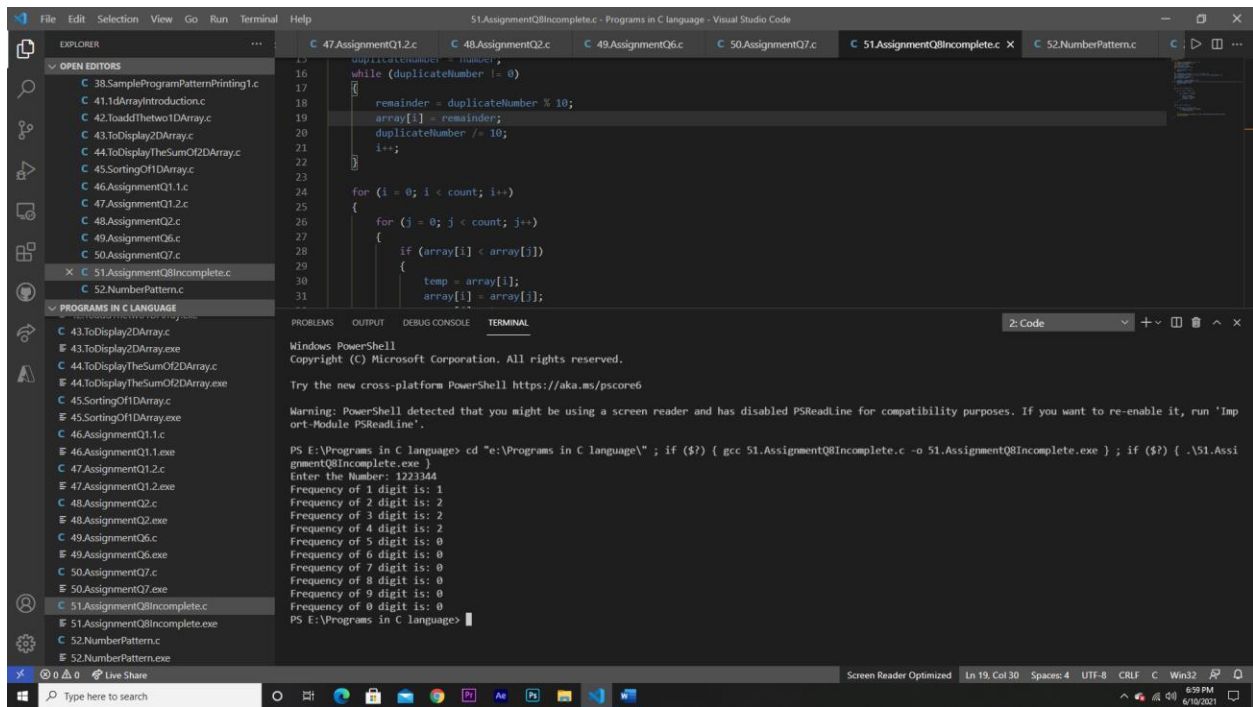 File Edit Selection View Go Run Terminal Help
51.AssignmentQ8Incomplete.c - Programs in C language - Visual Studio Code
EXPLORER
C 47.AssignmentQ1.2.c C 48.AssignmentQ2.c C 49.AssignmentQ6.c C 50.AssignmentQ7.c C 51.AssignmentQ8Incomplete.c C 52.NumberPattern.c C
OPEN EDITORS
C 38.SampleProgramPatternPrinting1.c
C 41.1dArrayIntroduction.c
C 42.ToaddThetwo1DArray.c
C 43.ToDisplay2DArray.c
C 44.ToDisplayTheSumOf2DArray.c
C 45.SortingOf1DArray.c
C 46.AssignmentQ1.1.c
C 47.AssignmentQ1.2.c
C 48.AssignmentQ2.c
C 49.AssignmentQ6.c
C 50.AssignmentQ7.c
C 51.AssignmentQ8Incomplete.c
C 52.NumberPattern.c
PROGRAMS IN C LANGUAGE
C 43.ToDisplay2DArray.c
43.ToDisplay2DArray.exe
C 44.ToDisplayTheSumOf2DArray.c
44.ToDisplayTheSumOf2DArray.exe
C 45.SortingOf1DArray.c
45.SortingOf1DArray.exe
C 46.AssignmentQ1.1.c
46.AssignmentQ1.1.exe
C 47.AssignmentQ1.2.c
47.AssignmentQ1.2.exe
C 48.AssignmentQ2.c
48.AssignmentQ2.exe
C 49.AssignmentQ6.c
49.AssignmentQ6.exe
C 50.AssignmentQ7.c
50.AssignmentQ7.exe
C 51.AssignmentQ8Incomplete.c
51.AssignmentQ8Incomplete.exe
C 52.NumberPattern.c
52.NumberPattern.exe
15 duplicateNumber = number;
16 while (duplicateNumber != 0)
17 {
18 remainder = duplicateNumber % 10;
19 array[i] = remainder;
20 duplicateNumber /= 10;
21 i++;
22 }
23
24 for (i = 0; i < count; i++)
25 {
26 for (j = 0; j < count; j++)
27 {
28 if (array[i] < array[j])
29 {
30 temp = array[i];
31 array[i] = array[j];
PROBLEMS OUTPUT DEBUG CONSOLE TERMINAL
2: Code
Windows PowerShell
Copyright (C) Microsoft Corporation. All rights reserved.
Try the new cross-platform PowerShell https://aka.ms/pscore6
Warning: PowerShell detected that you might be using a screen reader and has disabled PSReadLine for compatibility purposes. If you want to re-enable it, run 'Imp
ort-Module PSReadLine'.
PS E:\Programs in C language> cd "e:\Programs in C language\" ; if ($?) { gcc 51.AssignmentQ8Incomplete.c -o 51.AssignmentQ8Incomplete.exe } ; if ($?) { .\51.Assi
gnmentQ8Incomplete.exe }
Enter the Number: 1223344
Frequency of 1 digit is: 1
Frequency of 2 digit is: 2
Frequency of 3 digit is: 2
Frequency of 4 digit is: 2
Frequency of 5 digit is: 0
Frequency of 6 digit is: 0
Frequency of 7 digit is: 0
Frequency of 8 digit is: 0
Frequency of 9 digit is: 0
Frequency of 0 digit is: 0
PS E:\Programs in C language>
0 0 Live Share
Screen Reader Optimized Ln 19, Col 30 Spaces: 4 UTF-8 CRLF C Win32
Type here to search
Pr Ae Ps
6:59 PM
6/10/2021